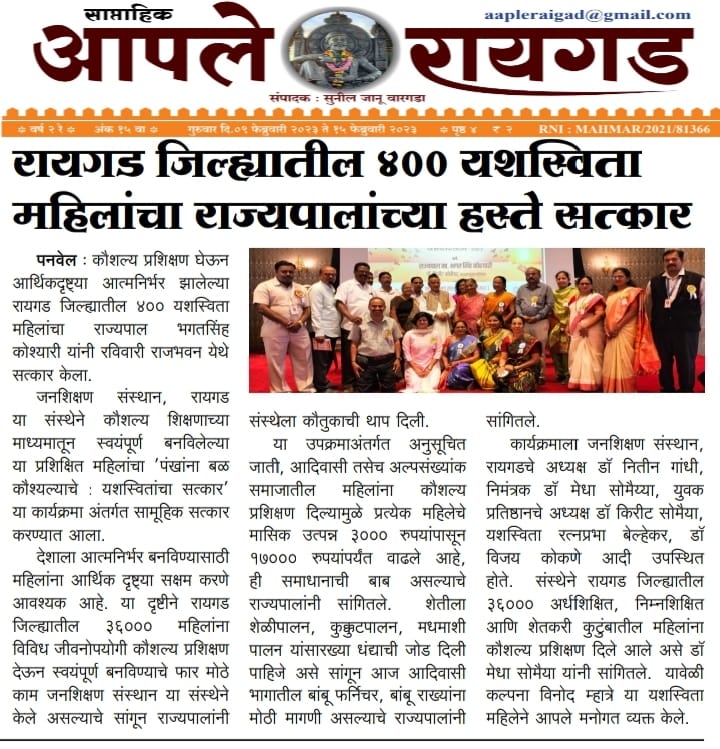 साप्ताहिक
aapleraigad@gmail.com
आपले रायगड
संपादक : सुनील जानू वारगडा
वर्ष २ रे अंक १५ वा गुरुवार दि.०९ फेब्रुवारी २०२३ ते १५ फेब्रुवारी २०२३ पृष्ठ ४ ₹ २ RNI : MAHMAR/2021/81366
रायगड जिल्ह्यातील ४०० यशस्विता
महिलांचा राज्यपालांच्या हस्ते सत्कार
पनवेल : कौशल्य प्रशिक्षण घेऊन
आर्थिकदृष्ट्या आत्मनिर्भर झालेल्या
रायगड जिल्ह्यातील ४०० यशस्विता
महिलांचा राज्यपाल भगतसिंह
कोश्यारी यांनी रविवारी राजभवन येथे
सत्कार केला.
जनशिक्षण संस्थान, रायगड
या संस्थेने कौशल्य शिक्षणाच्या
माध्यमातून स्वयंपूर्ण बनविलेल्या
या प्रशिक्षित महिलांचा 'पंखांना बळ
कौश्यल्याचे : यशस्वितांचा सत्कार'
या कार्यक्रमा अंतर्गत सामूहिक सत्कार
करण्यात आला.
देशाला आत्मनिर्भर बनविण्यासाठी
महिलांना आर्थिक दृष्ट्या सक्षम करणे
आवश्यक आहे. या दृष्टीने रायगड
जिल्ह्यातील ३६००० महिलांना
विविध जीवनोपयोगी कौशल्य प्रशिक्षण
देऊन स्वयंपूर्ण बनविण्याचे फार मोठे
काम जनशिक्षण संस्थान या संस्थेने
केले असल्याचे सांगून राज्यपालांनी
संस्थेला कौतुकाची थाप दिली.
या उपक्रमाअंतर्गत अनुसूचित
जाती, आदिवासी तसेच अल्पसंख्यांक
समाजातील महिलांना कौशल्य
प्रशिक्षण दिल्यामुळे प्रत्येक महिलेचे
मासिक उत्पन्न ३००० रुपयांपासून
१७००० रुपयांपर्यंत वाढले आहे,
ही समाधानाची बाब असल्याचे
राज्यपालांनी सांगितले. शेतीला
शेळीपालन, कुक्कुटपालन, मधमाशी
पालन यांसारख्या धंद्याची जोड दिली
पाहिजे असे सांगून आज आदिवासी
भागातील बांबू फर्निचर, बांबू राख्यांना
मोठी मागणी असल्याचे राज्यपालांनी
सांगितले.
कार्यक्रमाला जनशिक्षण संस्थान,
रायगडचे अध्यक्ष डॉ नितीन गांधी,
निमंत्रक डॉ मेधा सोमैय्या, युवक
प्रतिष्ठानचे अध्यक्ष डॉ किरीट सोमैया,
यशस्विता रत्नप्रभा बेल्हेकर, डॉ
विजय कोकणे आदी उपस्थित
होते. संस्थेने रायगड जिल्ह्यातील
३६००० अर्धशिक्षित, निम्नशिक्षित
आणि शेतकरी कुटुंबातील महिलांना
कौशल्य प्रशिक्षण दिले आले असे डॉ
मेधा सोमैया यांनी सांगितले. यावेळी
कल्पना विनोद म्हात्रे या यशस्विता
महिलेने आपले मनोगत व्यक्त केले.